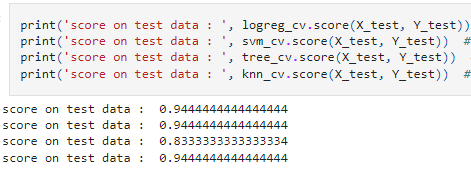 print('score on test data : ', logreg_cv.score(X_test, Y_test))
print('score on test data : ', svm_cv.score(X_test, Y_test))  #
print('score on test data : ', tree_cv.score(X_test, Y_test))
print('score on test data : ', knn_cv.score(X_test, Y_test))  #
score on test data :  0.9444444444444444
score on test data :  0.9444444444444444
score on test data :  0.8333333333333334
score on test data :  0.9444444444444444